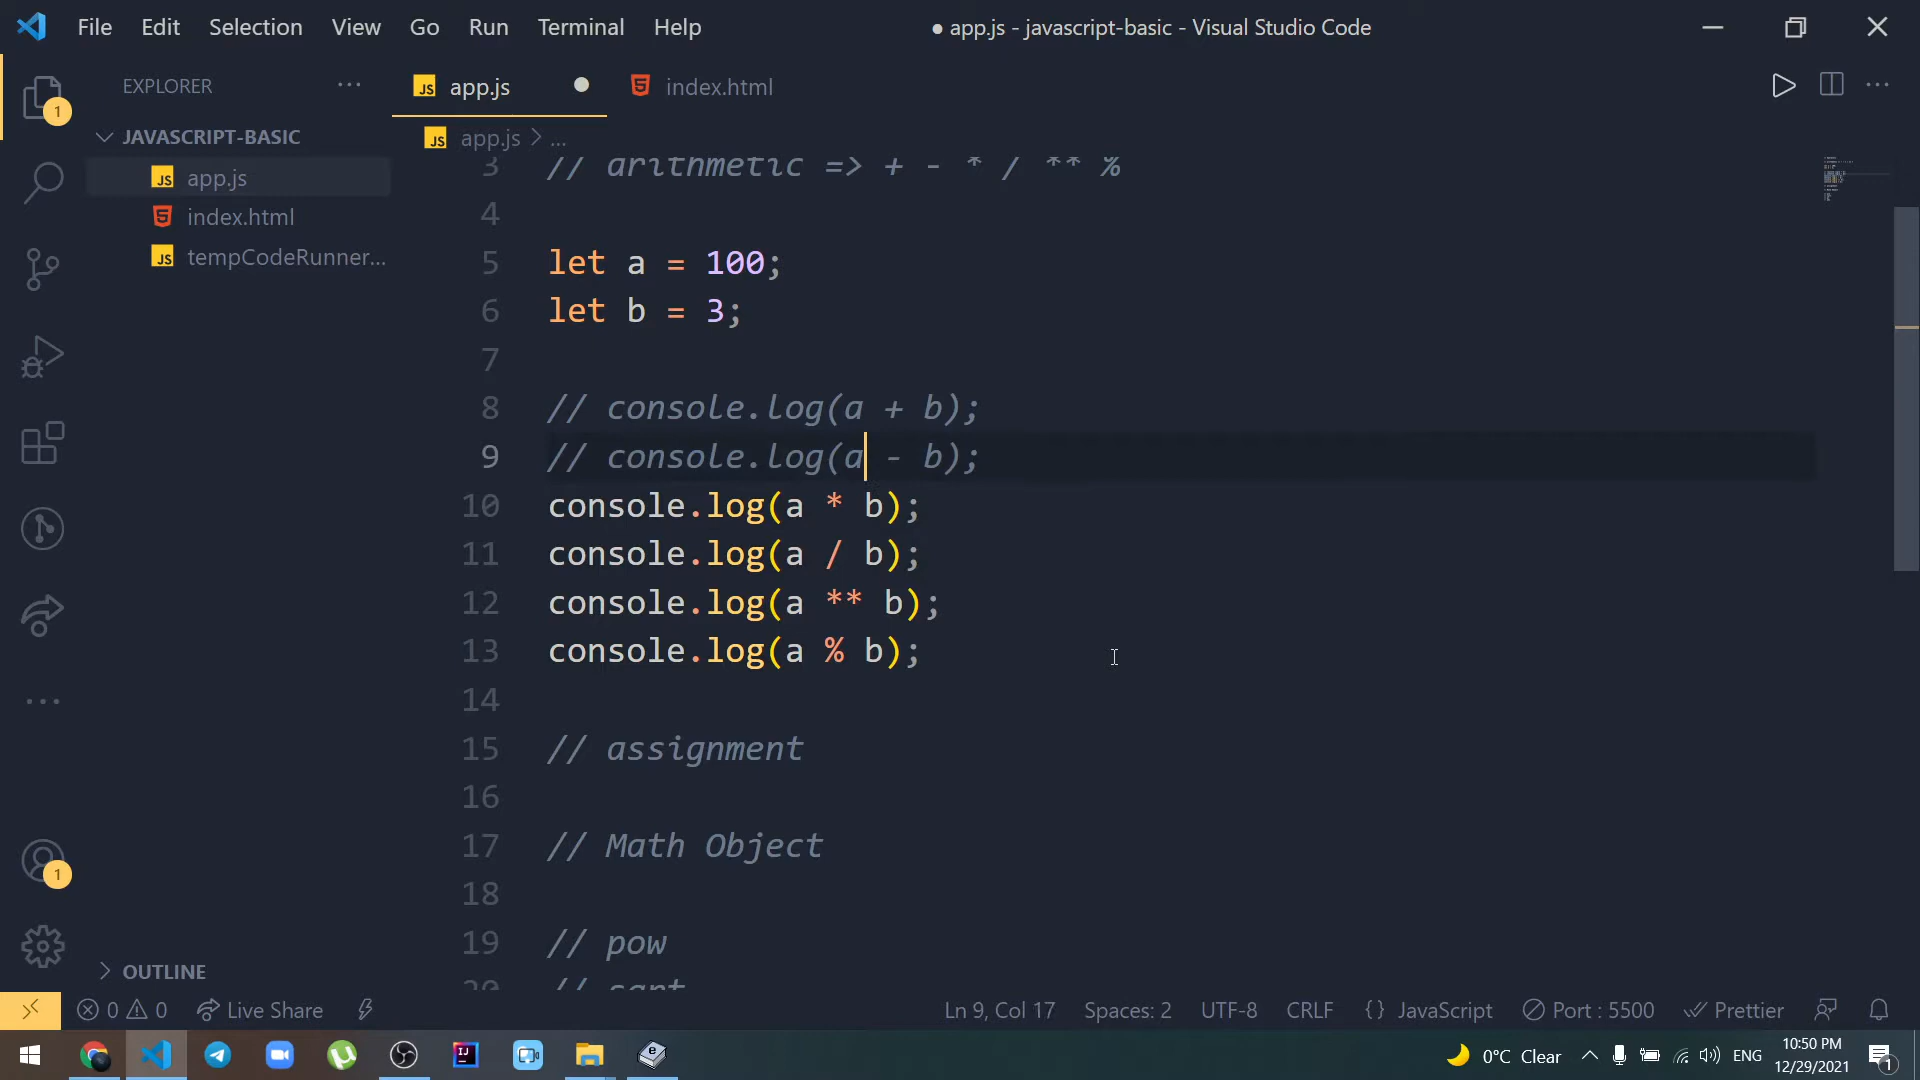 File Edit Selection View Go Run Terminal Help
● app.js - javascript-basic - Visual Studio Code
EXPLORER
JAVASCRIPT-BASIC
JS app.js
index.html
JS tempCodeRunner...
OUTLINE
JS app.js
index.html
JS app.js > ...
3 // arithmetic => + - * / ** %
4
5 let a = 100;
6 let b = 3;
7
8 // console.log(a + b);
9 // console.log(a - b);
10 console.log(a * b);
11 console.log(a / b);
12 console.log(a ** b);
13 console.log(a % b);
14
15 // assignment
16
17 // Math Object
18
19 // pow
20 // sqrt
1
1
0 0 Live Share
Ln 9, Col 17 Spaces: 2 UTF-8 CRLF {} JavaScript Port : 5500 Prettier
0°C Clear ENG
10:50 PM
12/29/2021
1